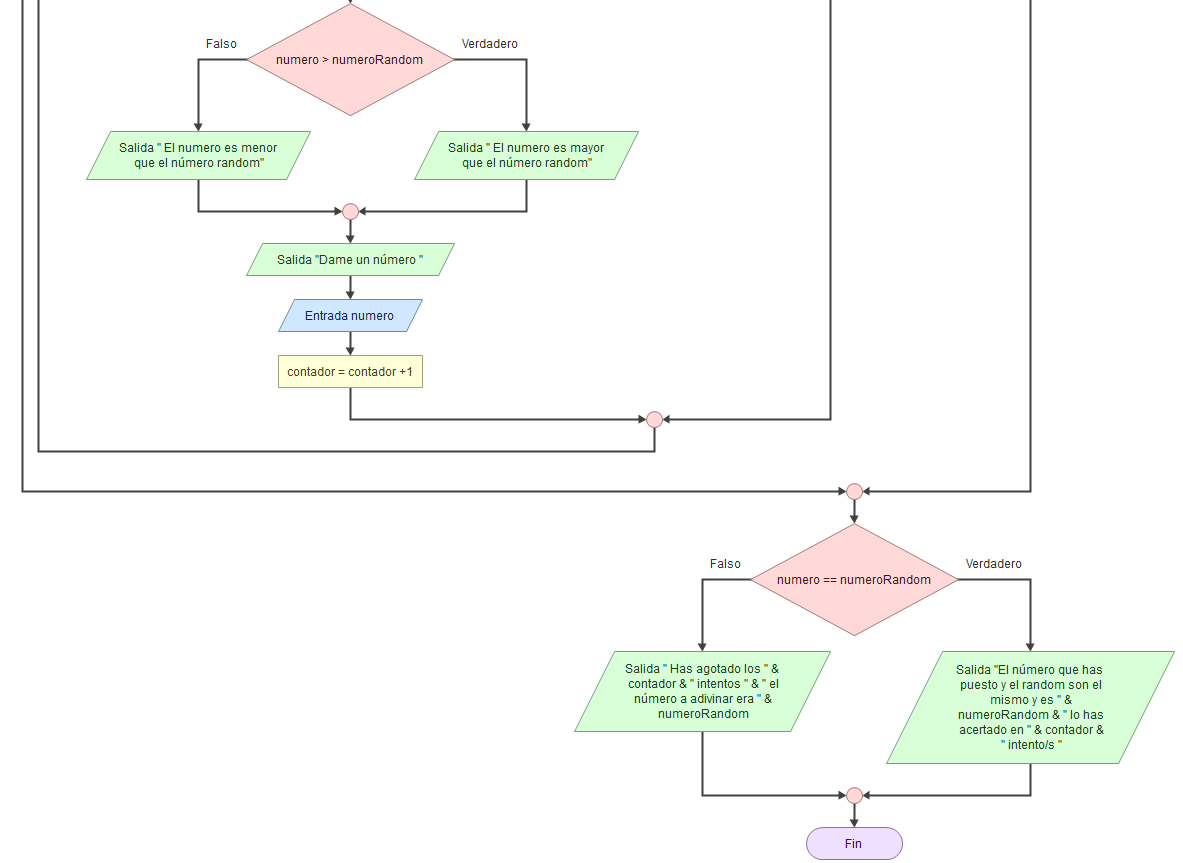 Falso
Verdadero
numero > numeroRandom
Salida " El numero es menor
que el número random"
Salida " El numero es mayor
que el número random"
Salida "Dame un número "
Entrada numero
contador = contador +1
Falso
Verdadero
numero == numeroRandom
Salida " Has agotado los " &
contador & " intentos " & " el
número a adivinar era " &
numeroRandom
Salida "El número que has
puesto y el random son el
mismo y es " &
numeroRandom & " lo has
acertado en " & contador &
" intento/s "
Fin